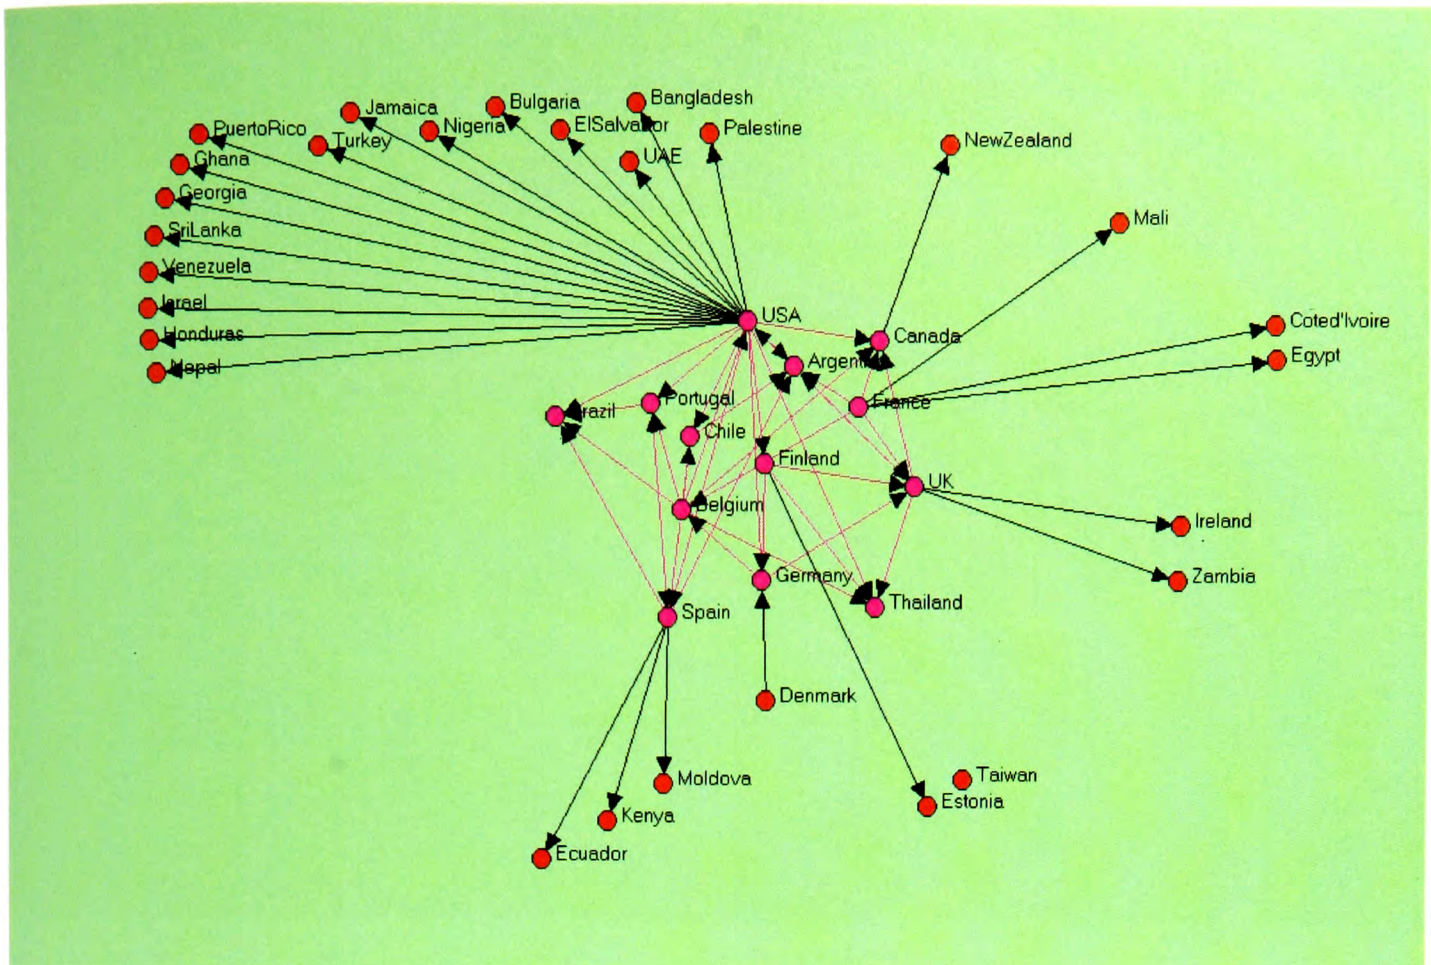 Bangladesh
Bulgaria
Jamaica
Nigeria
ElSalvador
Palestine
PuertoRico
Turkey
NewZealand
UAE
Ghana
Georgia
Mali
SriLanka
Venezuela
Israel
USA
Coted'Ivoire
Honduras
Canada
Egypt
Argentina
Nepal
Portugal
France
Brazil
Chile
Finland
UK
Belgium
Ireland
Germany
Zambia
Thailand
Spain
Denmark
Taiwan
Moldova
Estonia
Kenya
Ecuador